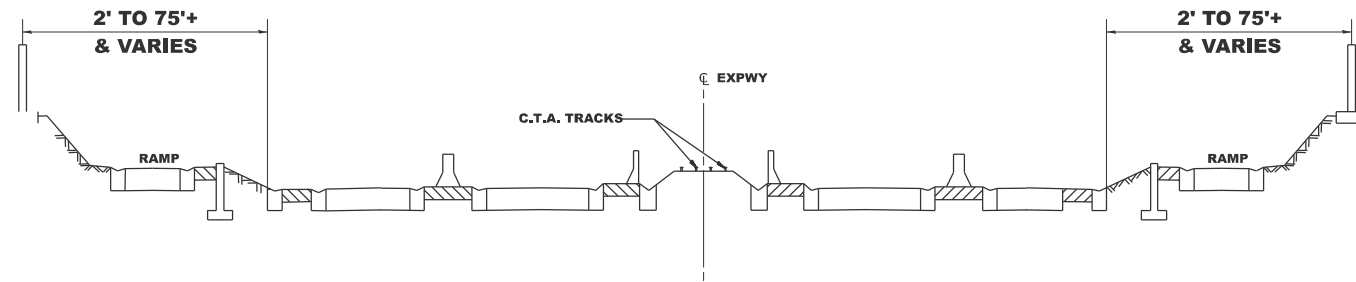 2' TO 75'+
& VARIES
2' TO 75'+
& VARIES
℄ EXPWY
C.T.A. TRACKS
RAMP
RAMP